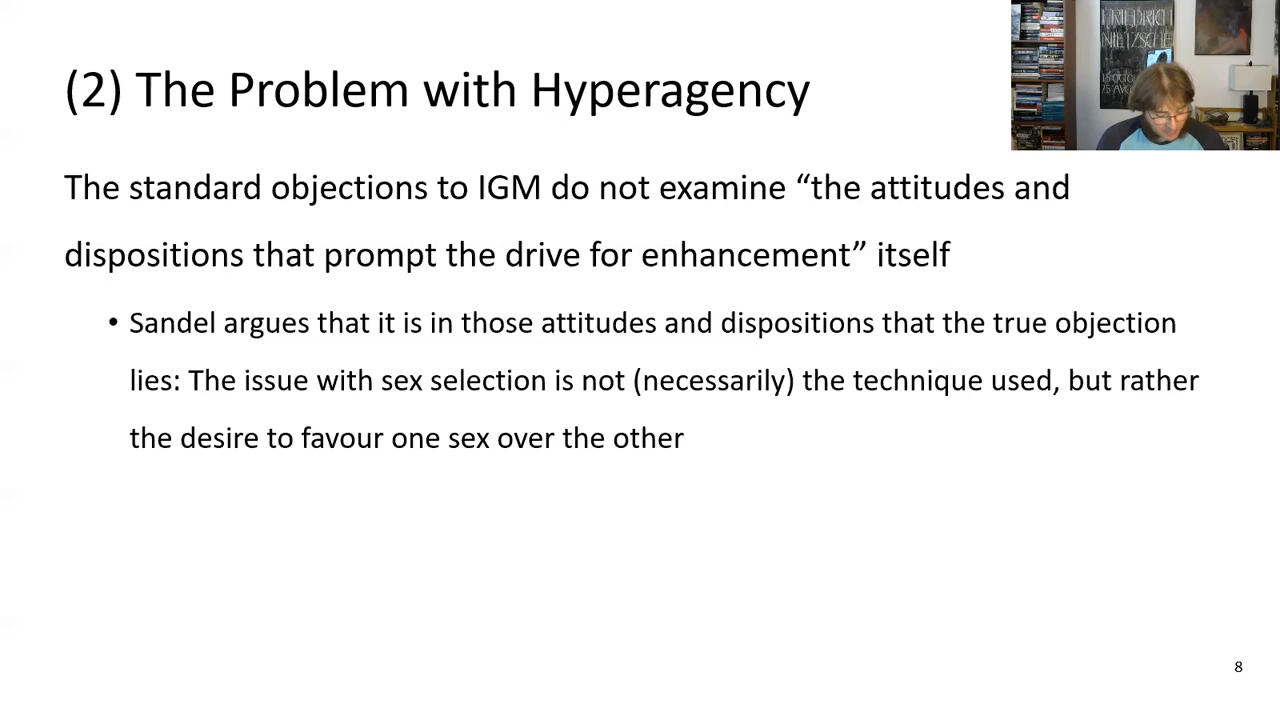 (2) The Problem with Hyperagency
The standard objections to IGM do not examine “the attitudes and
dispositions that prompt the drive for enhancement” itself
• Sandel argues that it is in those attitudes and dispositions that the true objection
lies: The issue with sex selection is not (necessarily) the technique used, but rather
the desire to favour one sex over the other
8
FRIEDRICH
NIETZSCHE